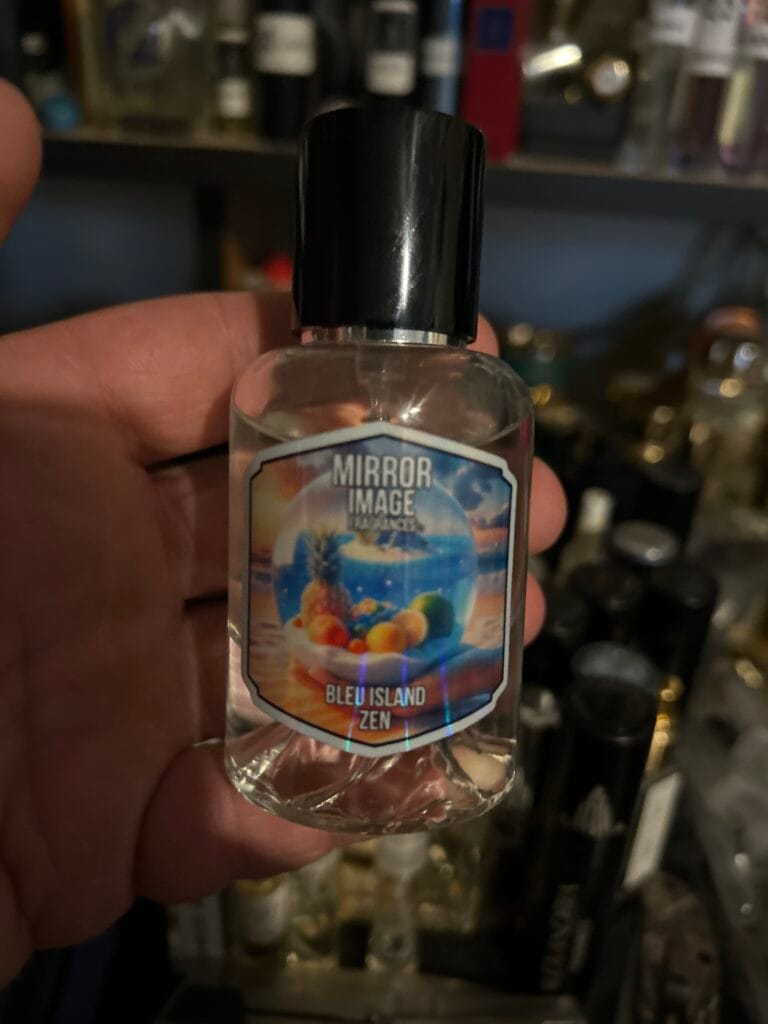 MIRROR
IMAGE
FRAGRANCES
BLEU ISLAND
ZEN